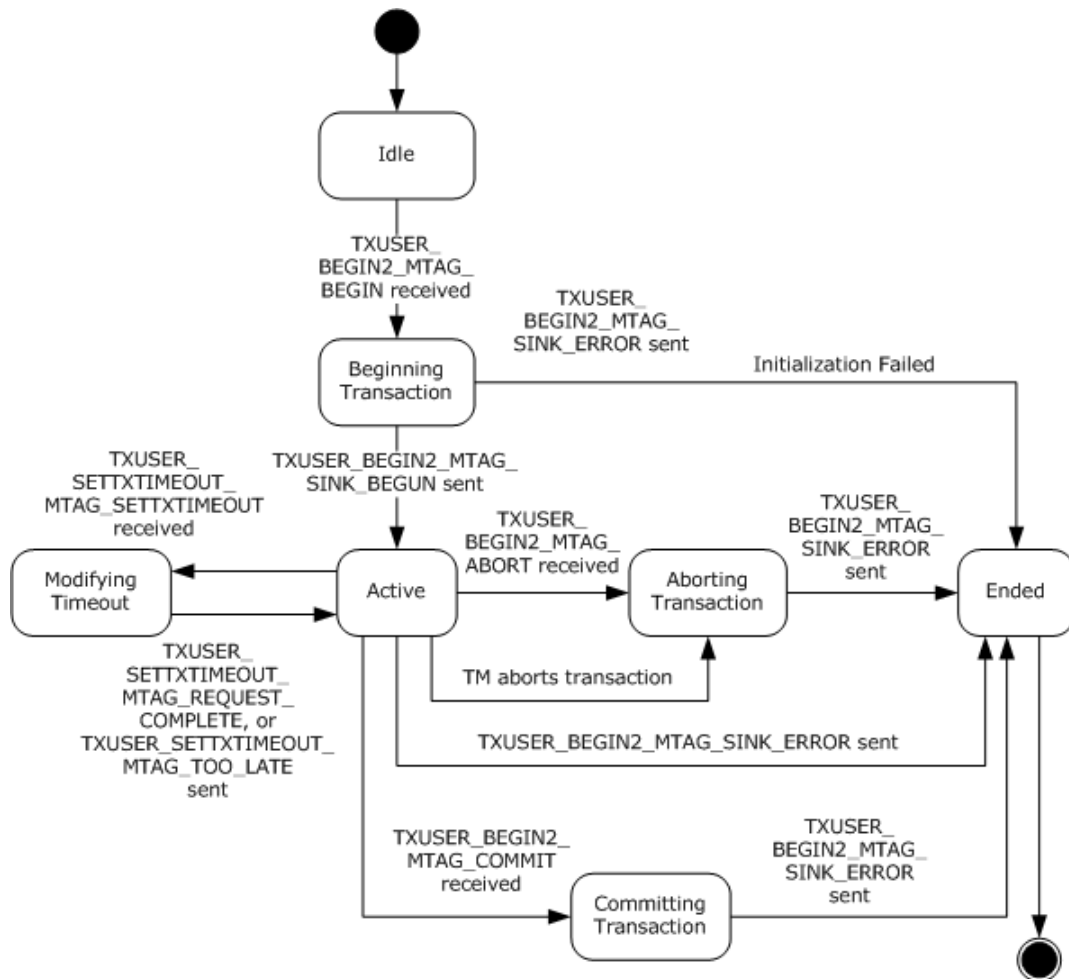 Idle
TXUSER_
BEGIN2_MTAG_
BEGIN received
TXUSER_
BEGIN2_MTAG_
SINK_ERROR sent
Beginning
Transaction
Initialization Failed
TXUSER_BEGIN2_MTAG_
SINK_BEGUN sent
TXUSER_
SETTXTIMEOUT_
MTAG_SETTXTIMEOUT
received
TXUSER_
BEGIN2_MTAG_
ABORT received
TXUSER_
BEGIN2_MTAG_
SINK_ERROR
sent
Modifying
Timeout
Active
Aborting
Transaction
Ended
TXUSER_
SETTXTIMEOUT_
MTAG_REQUEST_
COMPLETE, or
TXUSER_SETTXTIMEOUT_
MTAG_TOO_LATE
sent
TM aborts transaction
TXUSER_BEGIN2_MTAG_SINK_ERROR sent
TXUSER_BEGIN2_
MTAG_COMMIT
received
TXUSER_
BEGIN2_MTAG_
SINK_ERROR
sent
Committing
Transaction